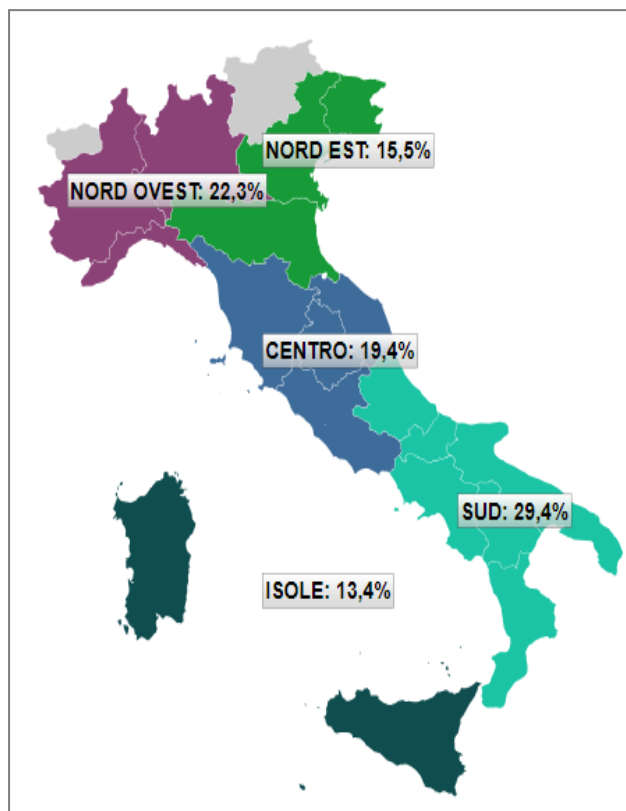 NORD EST: 15,5%
NORD OVEST: 22,3%
CENTRO: 19,4%
SUD: 29,4%
ISOLE: 13,4%